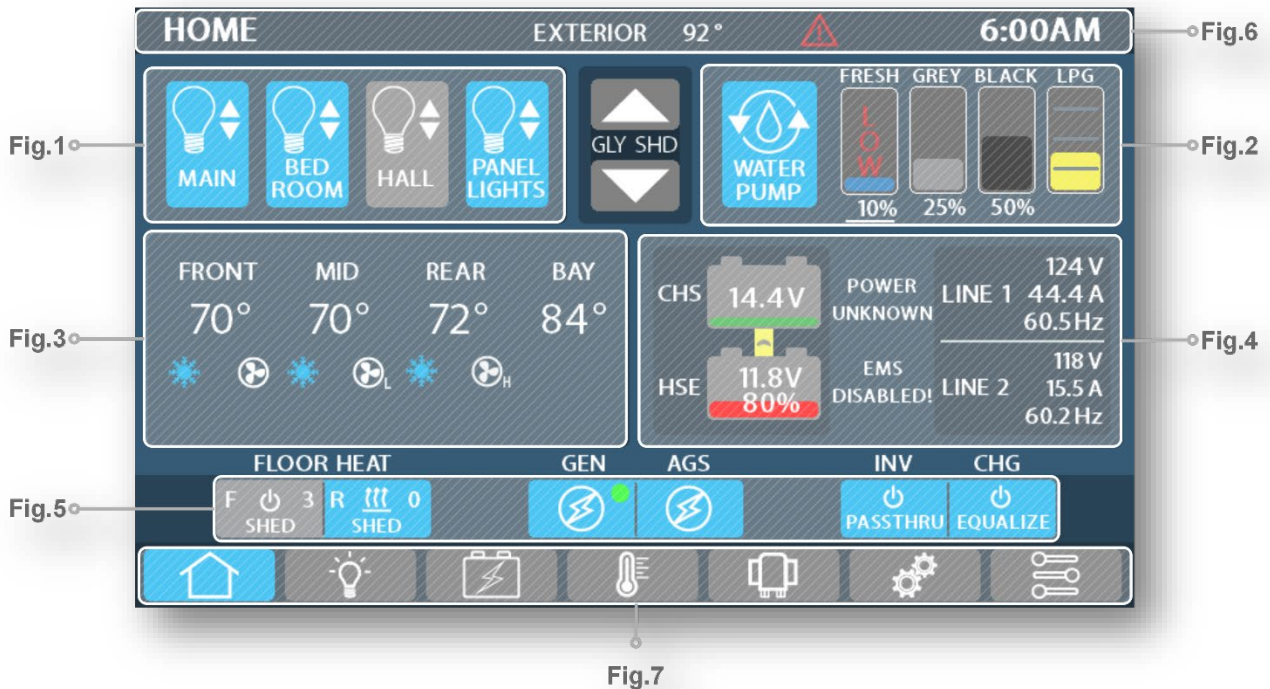 HOME EXTERIOR 92° 6:00AM
Fig.6
Fig.1
MAIN
BED
ROOM
HALL
PANEL
LIGHTS
GLY SHD
WATER
PUMP
FRESH GREY BLACK LPG
LOW
10% 25% 50%
Fig.2
FRONT MID REAR BAY
70° 70° 72° 84°
L H
Fig.3
CHS 14.4V
HSE 11.8V
80%
POWER
UNKNOWN
EMS
DISABLED!
LINE 1
124 V
44.4 A
60.5Hz
LINE 2
118 V
15.5 A
60.2Hz
Fig.4
FLOOR HEAT GEN AGS INV CHG
F 3 R 0
SHED SHED
PASSTHRU EQUALIZE
Fig.5
Fig.7